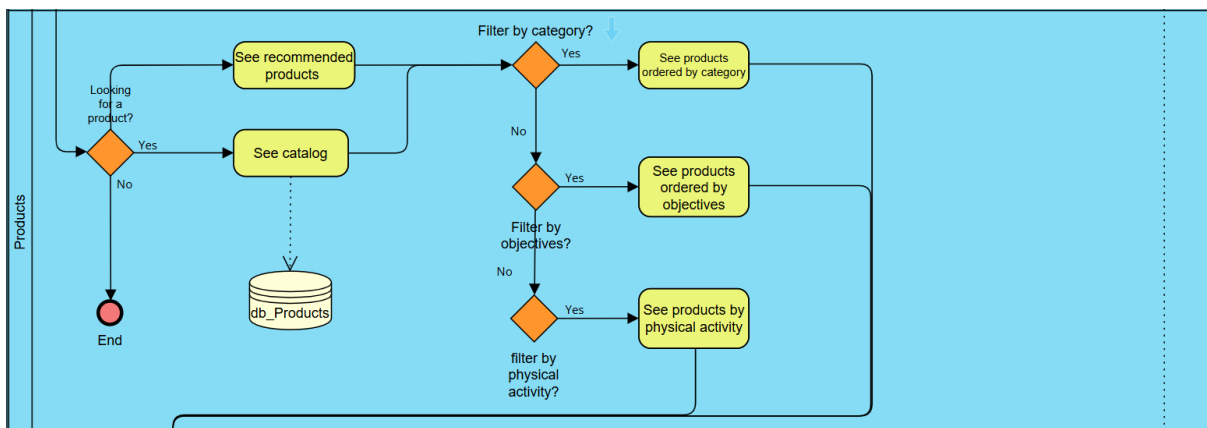 Products
Looking
for a
product?
Yes
No
End
See recommended
products
See catalog
db_Products
Filter by category?
Yes
No
See products
ordered by category
Yes
Filter by
objectives?
No
See products
ordered by
objectives
Yes
filter by
physical
activity?
See products by
physical activity